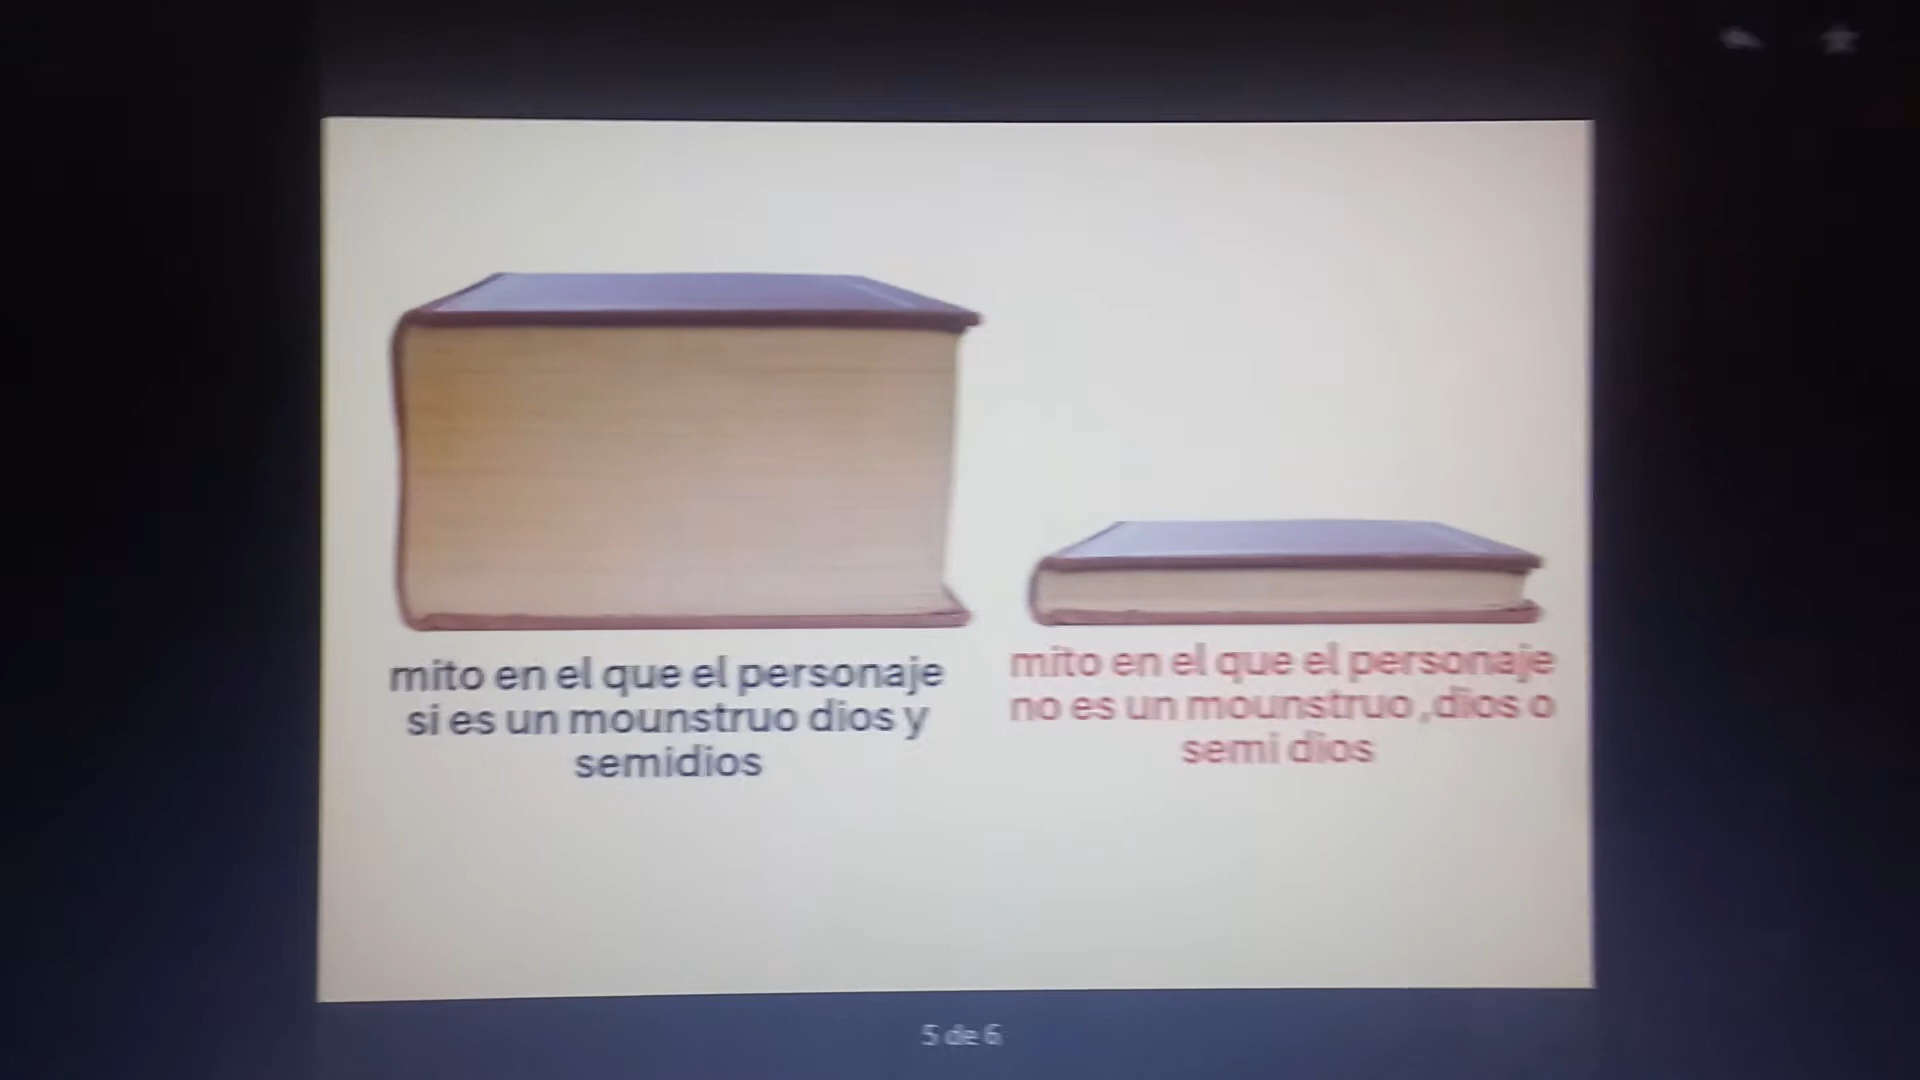 mito en el que el personaje
si es un mounstruo dios y
semidios
mito en el que el personaje
no es un mounstruo ,dios o
semi dios
5 de 6